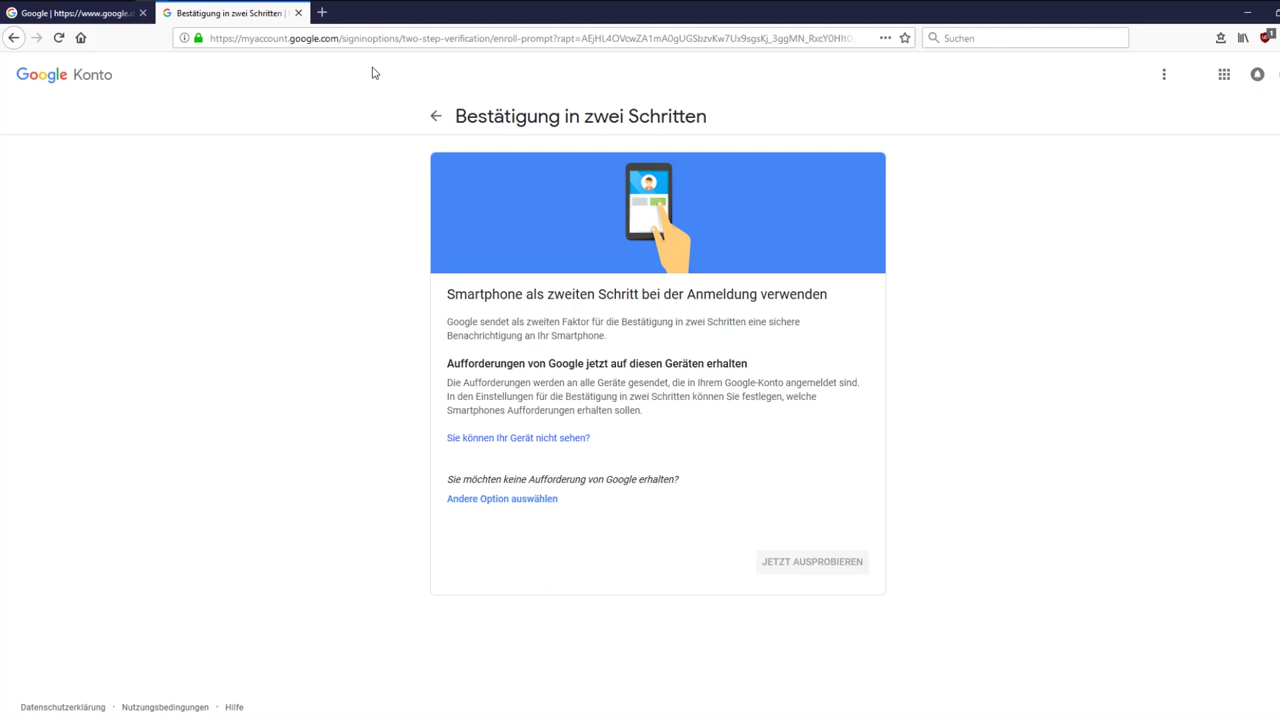 Google | https://www.google.d
Bestätigung in zwei Schritten |
https://myaccount.google.com/signinoptions/two-step-verification/enroll-prompt?rapt=AEjHL4OVcwZA1mA0gUGSbzvKw7Ux9sgsKj_3ggMN_RxcY0HIt0
Suchen
Google Konto
Bestätigung in zwei Schritten
Smartphone als zweiten Schritt bei der Anmeldung verwenden
Google sendet als zweiten Faktor für die Bestätigung in zwei Schritten eine sichere
Benachrichtigung an Ihr Smartphone.
Aufforderungen von Google jetzt auf diesen Geräten erhalten
Die Aufforderungen werden an alle Geräte gesendet, die in Ihrem Google-Konto angemeldet sind.
In den Einstellungen für die Bestätigung in zwei Schritten können Sie festlegen, welche
Smartphones Aufforderungen erhalten sollen.
Sie können Ihr Gerät nicht sehen?
Sie möchten keine Aufforderung von Google erhalten?
Andere Option auswählen
JETZT AUSPROBIEREN
Datenschutzerklärung · Nutzungsbedingungen · Hilfe